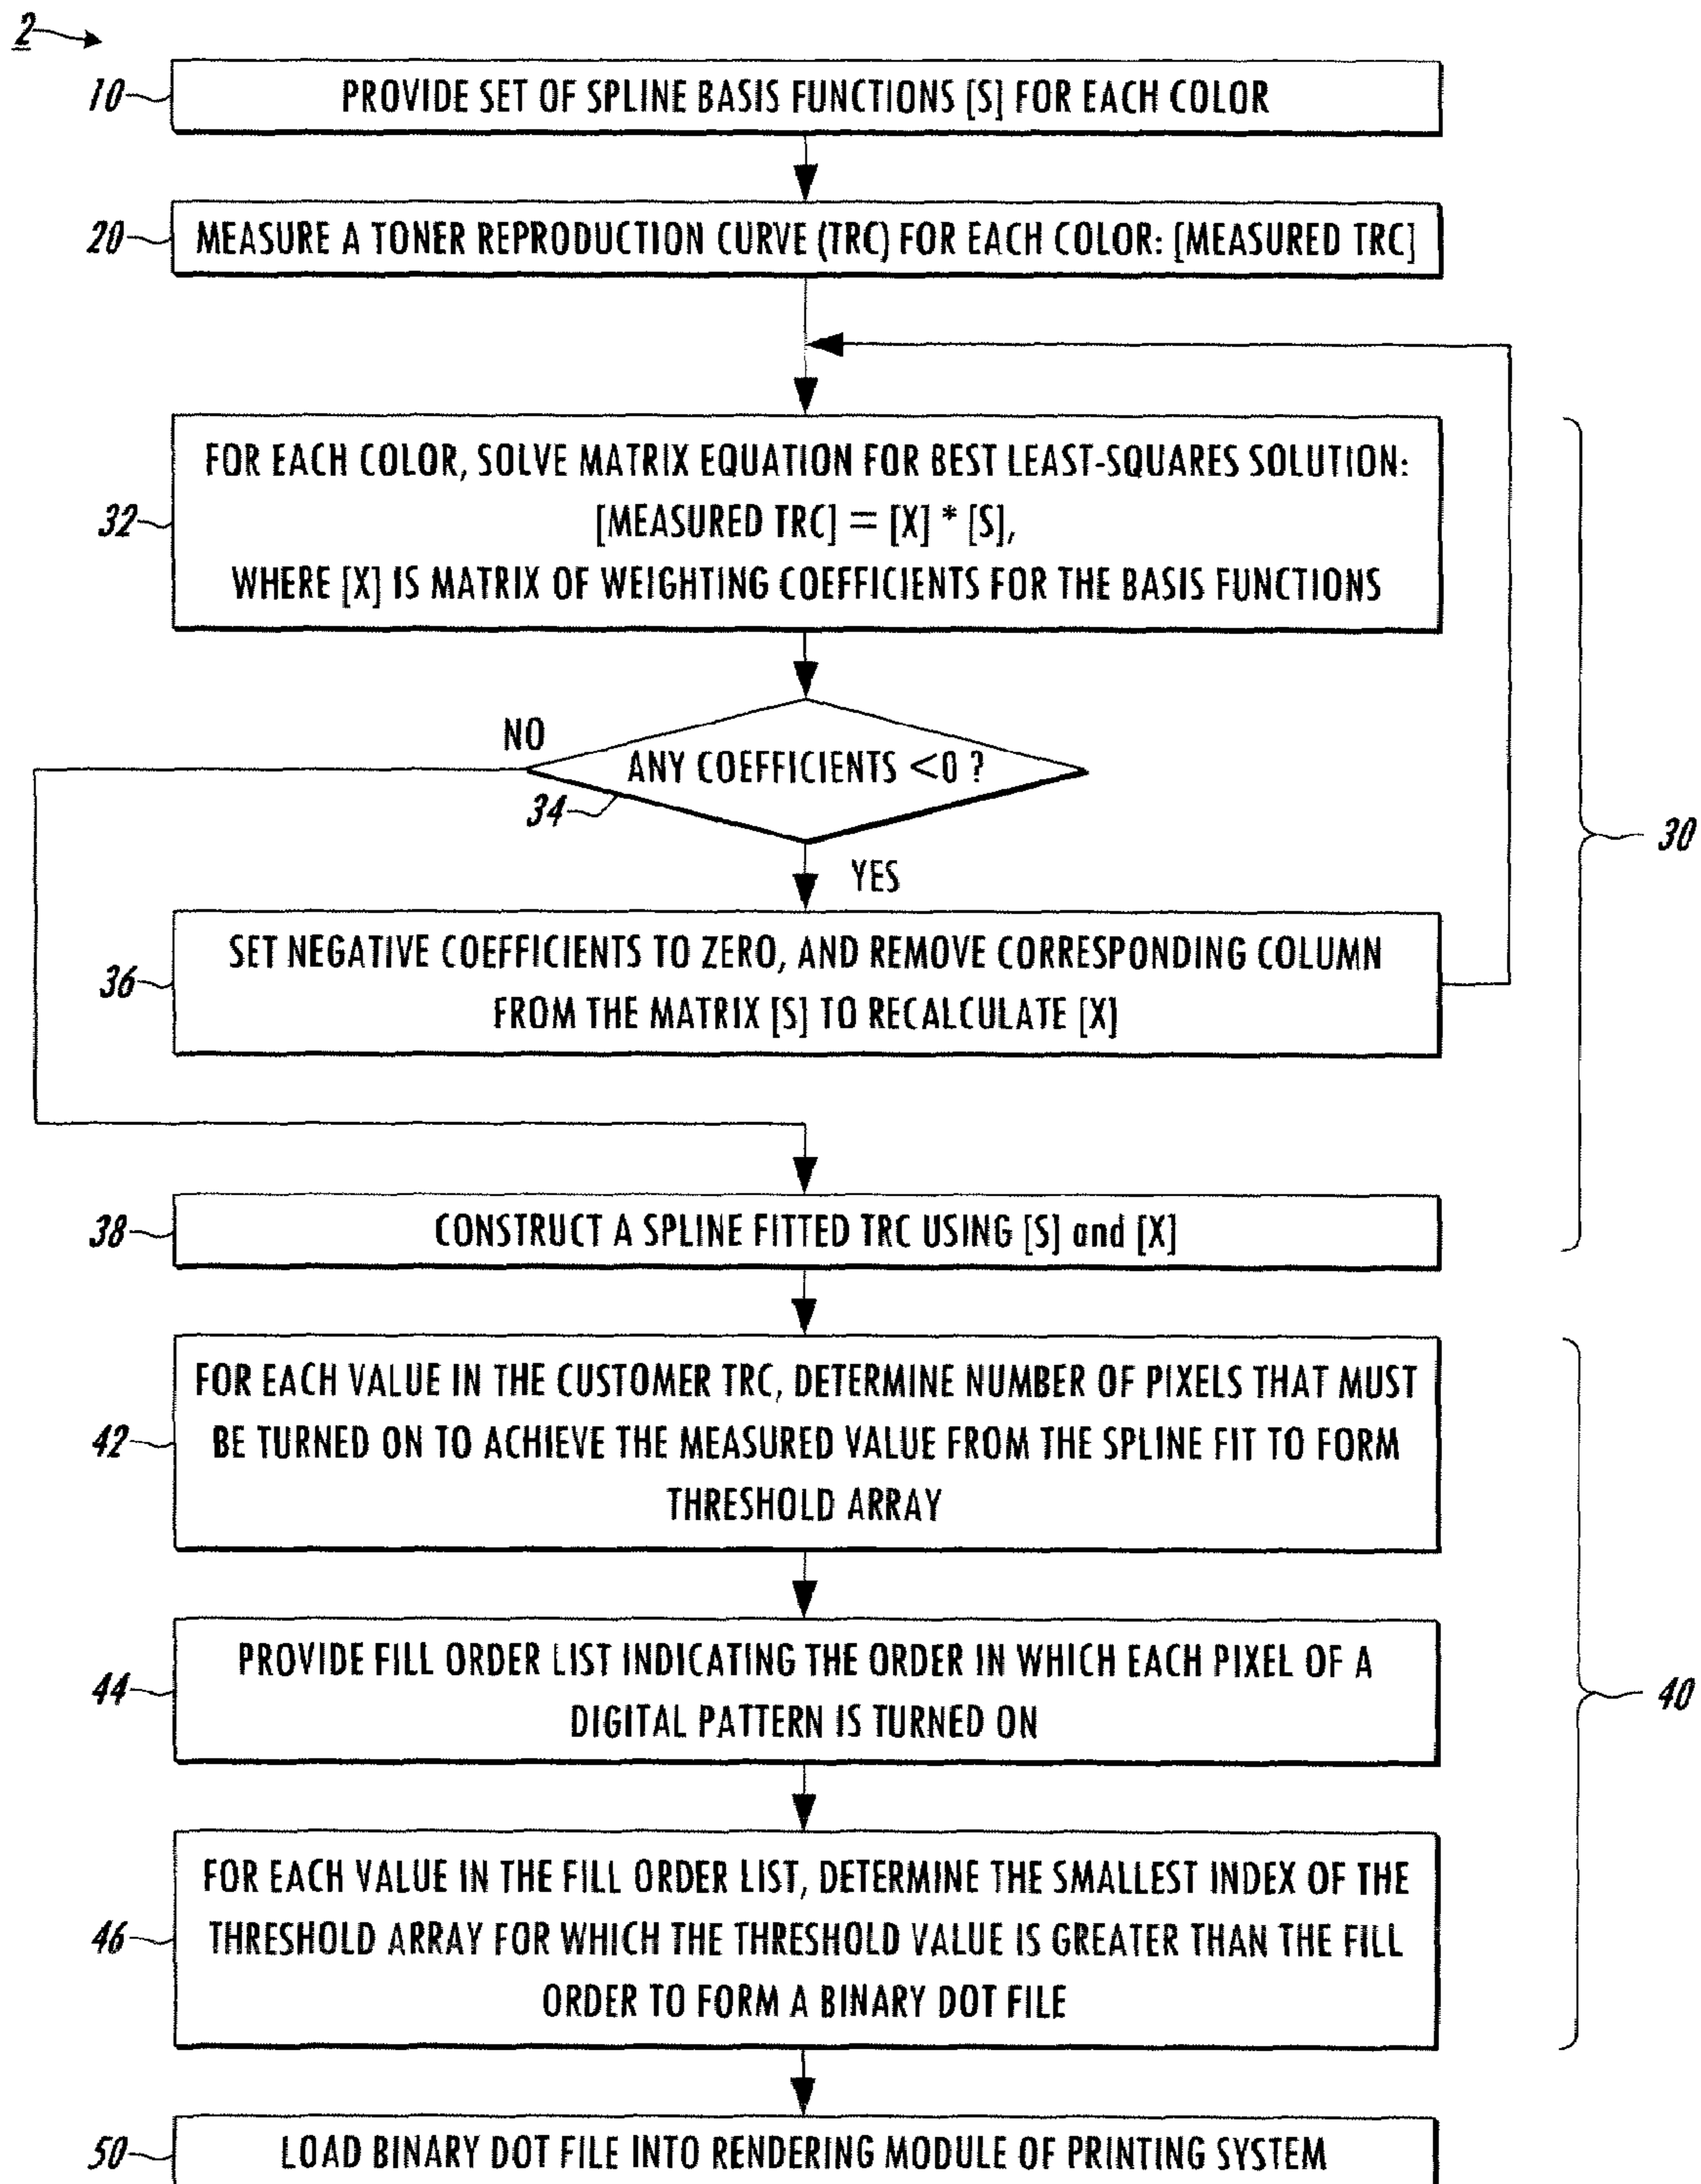 2
10
PROVIDE SET OF SPLINE BASIS FUNCTIONS [S] FOR EACH COLOR
20
MEASURE A TONER REPRODUCTION CURVE (TRC) FOR EACH COLOR: [MEASURED TRC]
FOR EACH COLOR, SOLVE MATRIX EQUATION FOR BEST LEAST-SQUARES SOLUTION:
32
[MEASURED TRC] = [X] * [S],
WHERE [X] IS MATRIX OF WEIGHTING COEFFICIENTS FOR THE BASIS FUNCTIONS
NO
ANY COEFFICIENTS <0 ?
34
30
YES
SET NEGATIVE COEFFICIENTS TO ZERO, AND REMOVE CORRESPONDING COLUMN
36
FROM THE MATRIX [S] TO RECALCULATE [X]
38
CONSTRUCT A SPLINE FITTED TRC USING [S] and [X]
FOR EACH VALUE IN THE CUSTOMER TRC, DETERMINE NUMBER OF PIXELS THAT MUST
42
BE TURNED ON TO ACHIEVE THE MEASURED VALUE FROM THE SPLINE FIT TO FORM
THRESHOLD ARRAY
PROVIDE FILL ORDER LIST INDICATING THE ORDER IN WHICH EACH PIXEL OF A
44
40
DIGITAL PATTERN IS TURNED ON
FOR EACH VALUE IN THE FILL ORDER LIST, DETERMINE THE SMALLEST INDEX OF THE
46
THRESHOLD ARRAY FOR WHICH THE THRESHOLD VALUE IS GREATER THAN THE FILL
ORDER TO FORM A BINARY DOT FILE
50
LOAD BINARY DOT FILE INTO RENDERING MODULE OF PRINTING SYSTEM